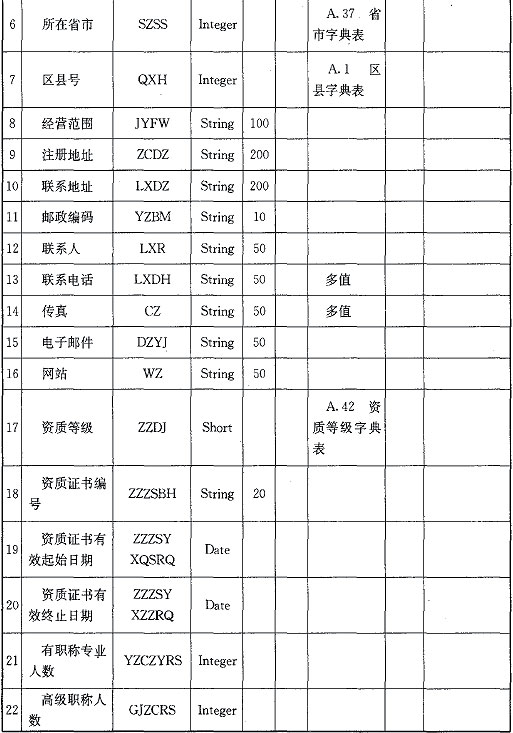 6 所在省市 SZSS Integer A.37 省
市字典表
7 区县号 QXH Integer A.1 区
县字典表
8 经营范围 JYFW String 100
9 注册地址 ZCDZ String 200
10 联系地址 LXDZ String 200
11 邮政编码 YZBM String 10
12 联系人 LXR String 50
13 联系电话 LXDH String 50 多值
14 传真 CZ String 50 多值
15 电子邮件 DZYJ String 50
16 网站 WZ String 50
17 资质等级 ZZDJ Short A.42 资
质等级字典
表
18 资质证书编 ZZZSBH String 20
号
19 资质证书有 ZZZSY Date
效起始日期 XQSRQ
20 资质证书有 ZZZSY Date
效终止日期 XZZRQ
21 有职称专业 YZCZYRS Integer
人数
22 高级职称人 GJZCRS Integer
数